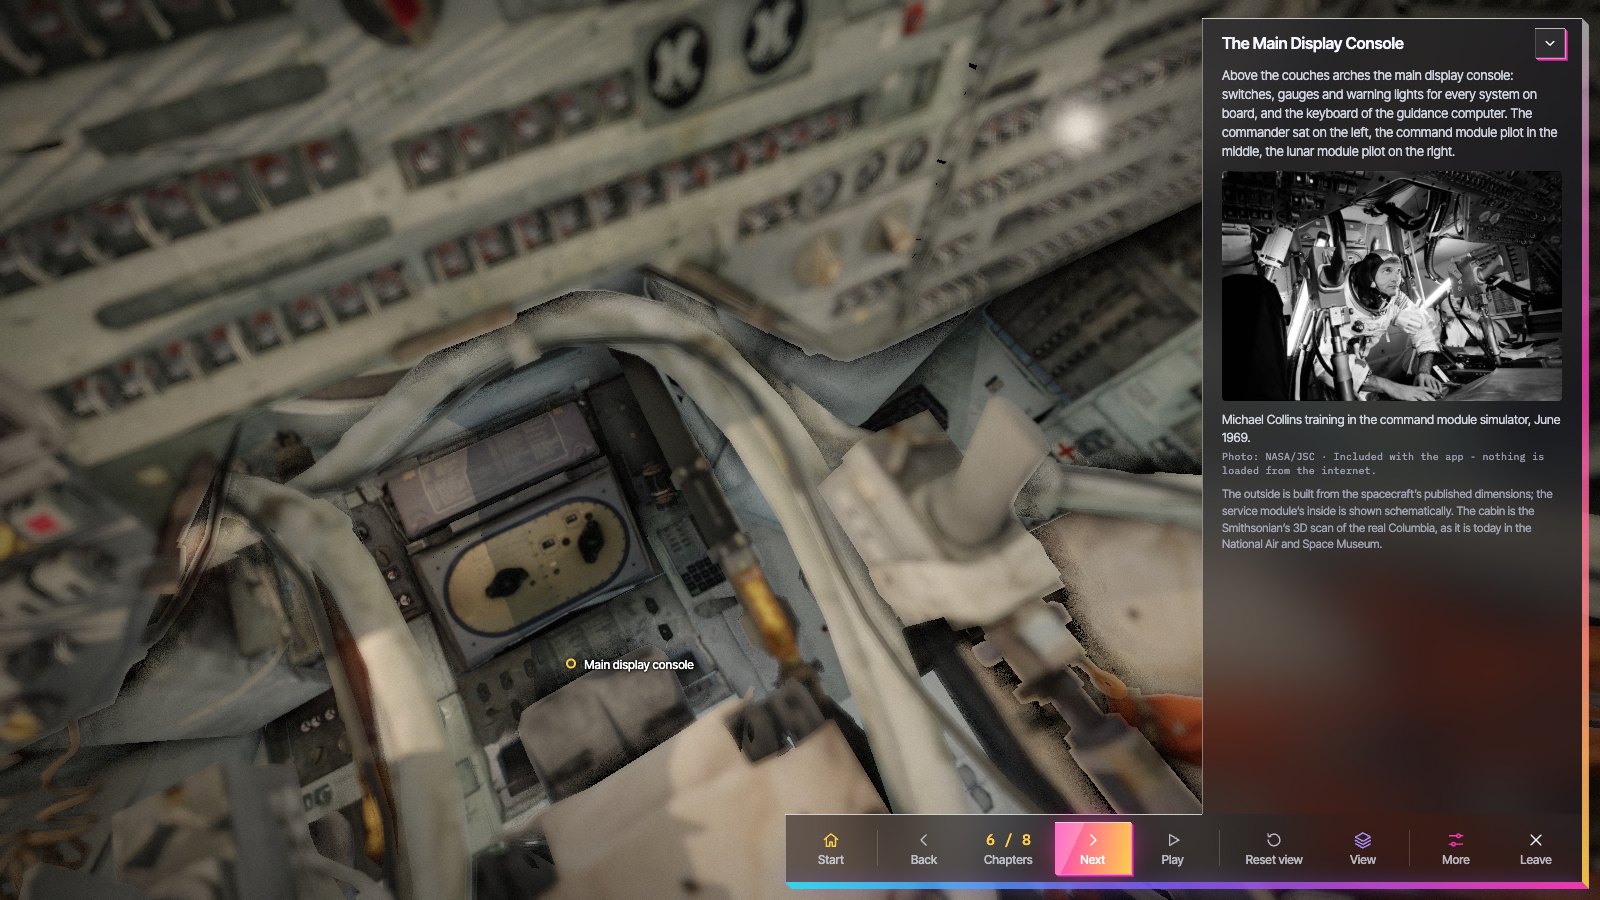 The Main Display Console
Above the couches arches the main display console:
switches, gauges and warning lights for every system on
board, and the keyboard of the guidance computer. The
commander sat on the left, the command module pilot in the
middle, the lunar module pilot on the right.
Michael Collins training in the command module simulator, June
1969.
Photo: NASA/JSC · Included with the app - nothing is
loaded from the internet.
The outside is built from the spacecraft's published dimensions; the
service module's inside is shown schematically. The cabin is the
Smithsonian's 3D scan of the real Columbia, as it is today in the
National Air and Space Museum.
Main display console
6 / 8
Start
Back
Chapters
Next
Play
Reset view
View
More
Leave